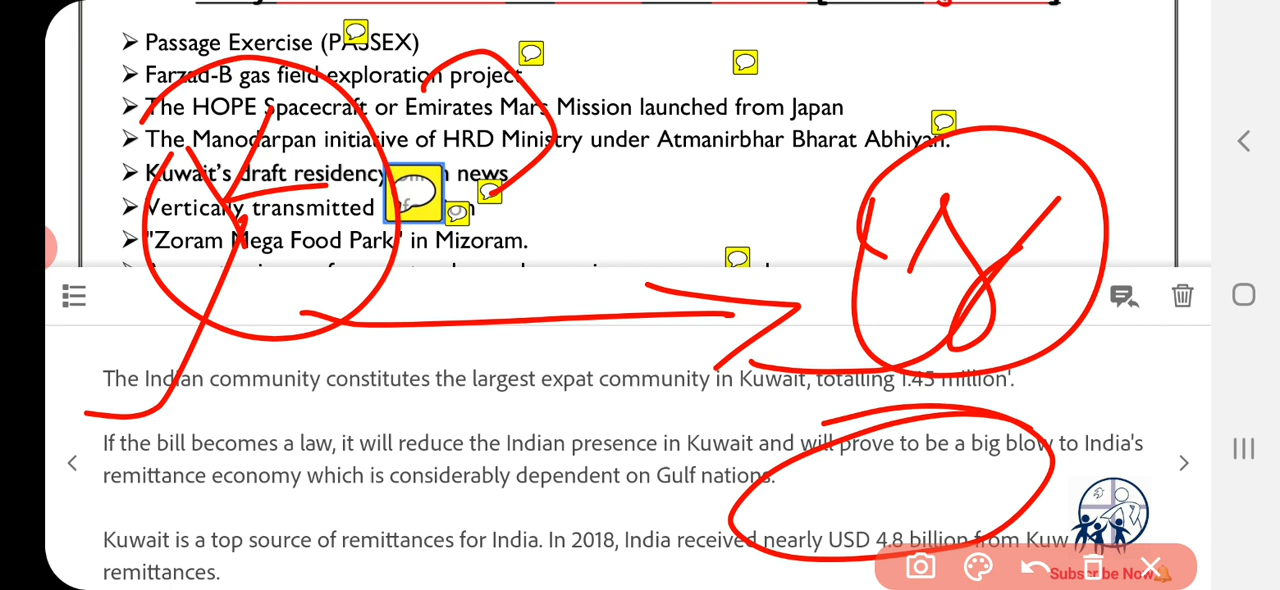 ➢ Passage Exercise (PASSEX)
➢ Farzad-B gas field exploration project
➢ The HOPE Spacecraft or Emirates Mars Mission launched from Japan
➢ The Manodarpan initiative of HRD Ministry under Atmanirbhar Bharat Abhiyan.
➢ Kuwait's draft residency in news
➢ Vertically transmitted
➢ "Zoram Mega Food Park" in Mizoram.
The Indian community constitutes the largest expat community in Kuwait, totalling 1.45 million'.
If the bill becomes a law, it will reduce the Indian presence in Kuwait and will prove to be a big blow to India's
remittance economy which is considerably dependent on Gulf nations.
Kuwait is a top source of remittances for India. In 2018, India received nearly USD 4.8 billion from Kuw
remittances.
Subscribe Now